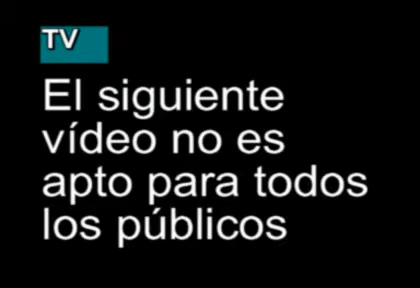 TV
El siguiente
vídeo no es
apto para todos
los públicos